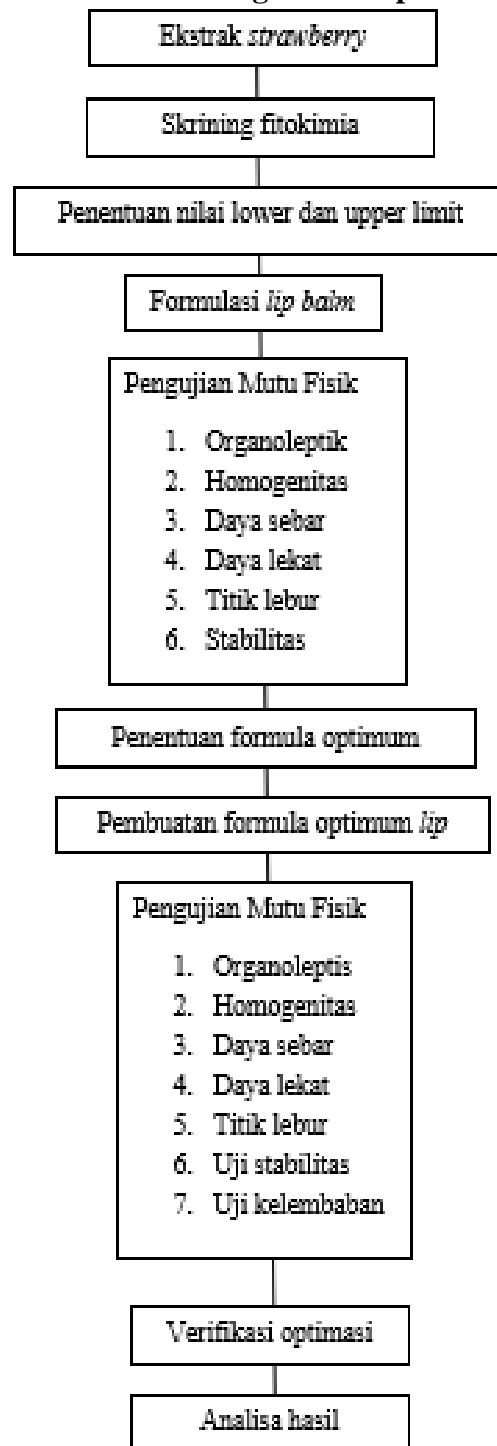 Ekstrak strawberry
Skrining fitokimia
Penentuan nilai lower dan upper limit
Formulasi lip balm
Pengujian Mutu Fisik
1. Organoleptik
2. Homogenitas
3. Daya sebar
4. Daya lekat
5. Titik lebur
6. Stabilitas
Penentuan formula optimum
Pembuatan formula optimum lip
Pengujian Mutu Fisik
1. Organoleptis
2. Homogenitas
3. Daya sebar
4. Daya lekat
5. Titik lebur
6. Uji stabilitas
7. Uji kelembaban
Verifikasi optimasi
Analisa hasil